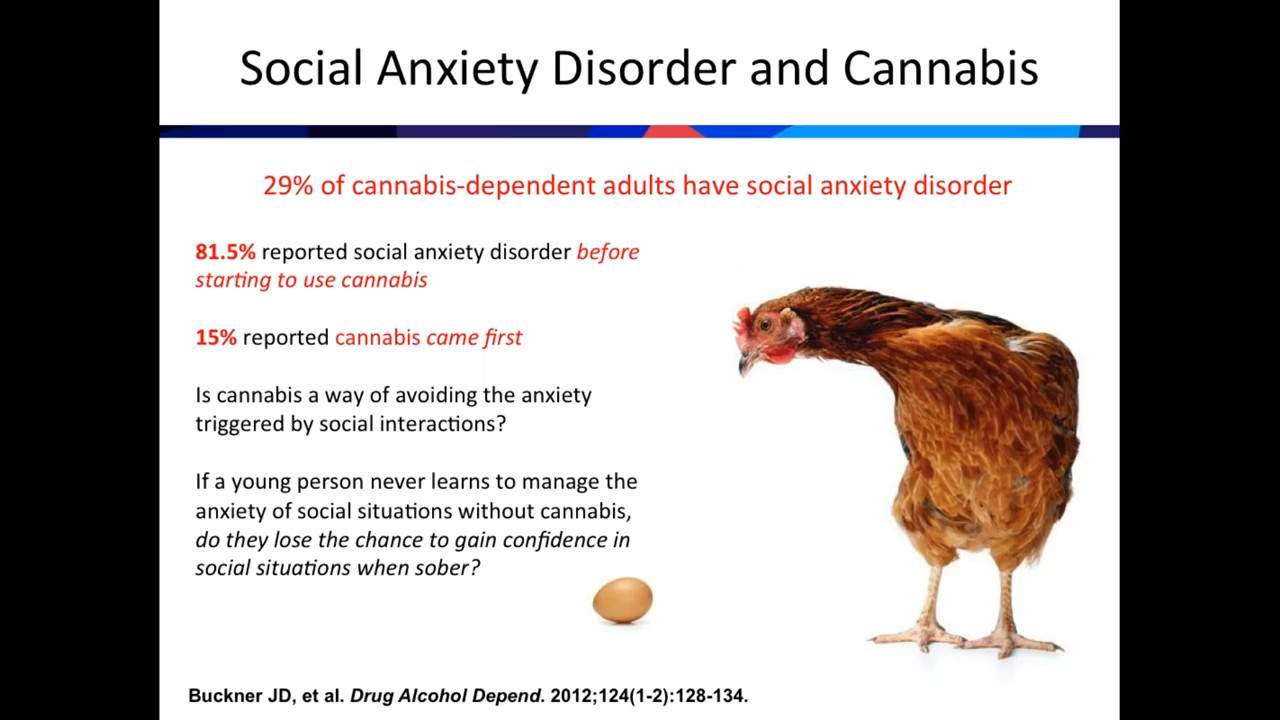 Social Anxiety Disorder and Cannabis
29% of cannabis-dependent adults have social anxiety disorder
81.5% reported social anxiety disorder before
starting to use cannabis
15% reported cannabis came first
Is cannabis a way of avoiding the anxiety
triggered by social interactions?
If a young person never learns to manage the
anxiety of social situations without cannabis,
do they lose the chance to gain confidence in
social situations when sober?
Buckner JD, et al. Drug Alcohol Depend. 2012;124(1-2):128-134.